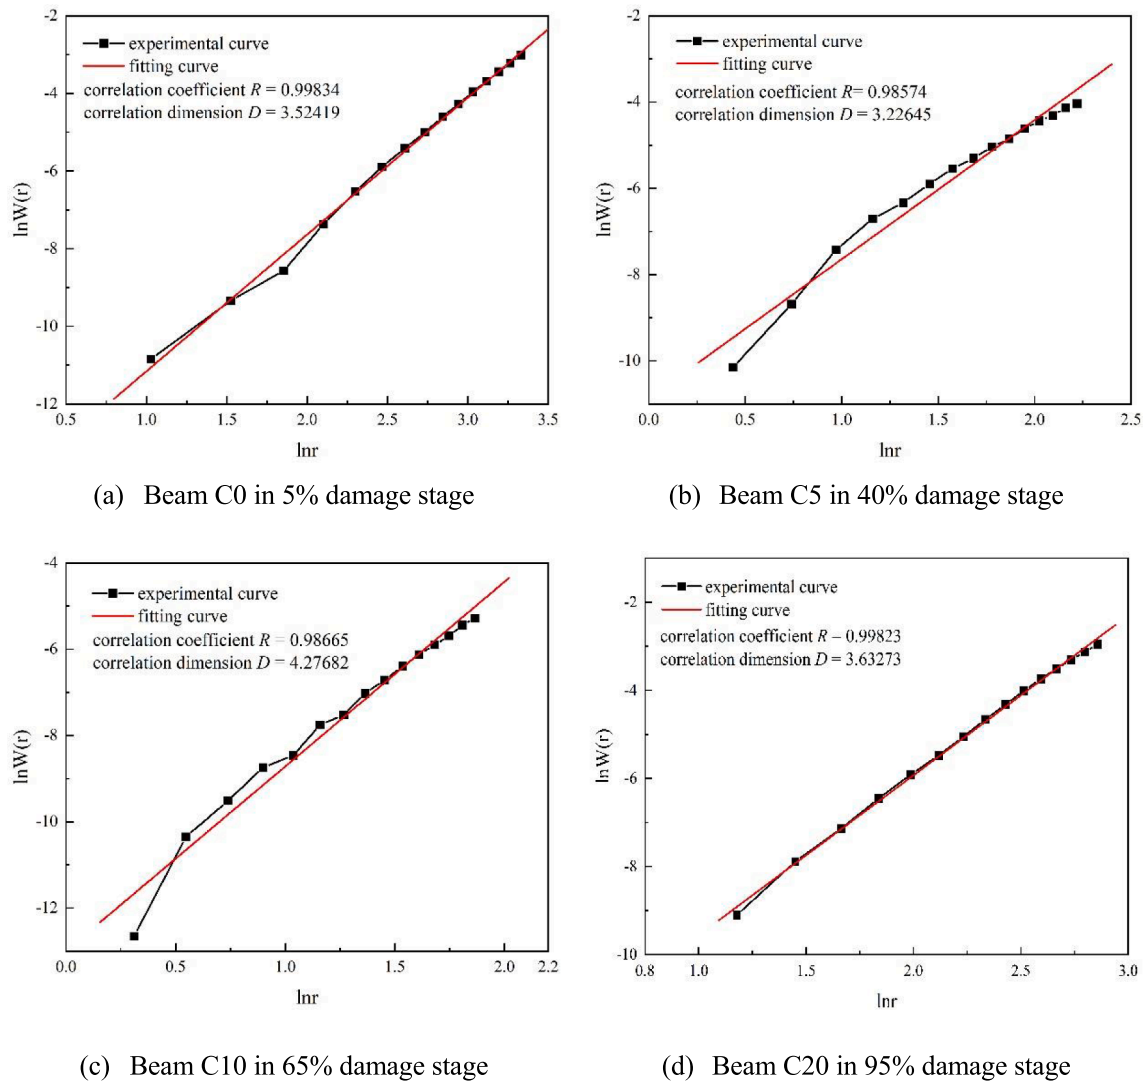 -2
experimental curve
fitting curve
correlation coefficient R = 0.99834
correlation dimension D = 3.52419
-4
-6
-8
-10
-12
lnW(r)
0.5 1.0 1.5 2.0 2.5 3.0 3.5
lnr
(a) Beam C0 in 5% damage stage
-2
experimental curve
fitting curve
correlation coefficient R= 0.98574
correlation dimension D = 3.22645
-4
-6
-8
-10
lnW(r)
0.0 0.5 1.0 1.5 2.0 2.5
lnr
(b) Beam C5 in 40% damage stage
-4
experimental curve
fitting curve
correlation coefficient R = 0.98665
correlation dimension D = 4.27682
-6
-8
-10
-12
lnW(r)
0.0 0.5 1.0 1.5 2.0 2.2
lnr
(c) Beam C10 in 65% damage stage
experimental curve
-2
fitting curve
correlation coefficient R – 0.99823
correlation dimension D = 3.63273
-4
-6
-8
-10
lnW(r)
0.8 1.0 1.5 2.0 2.5 3.0
lnr
(d) Beam C20 in 95% damage stage